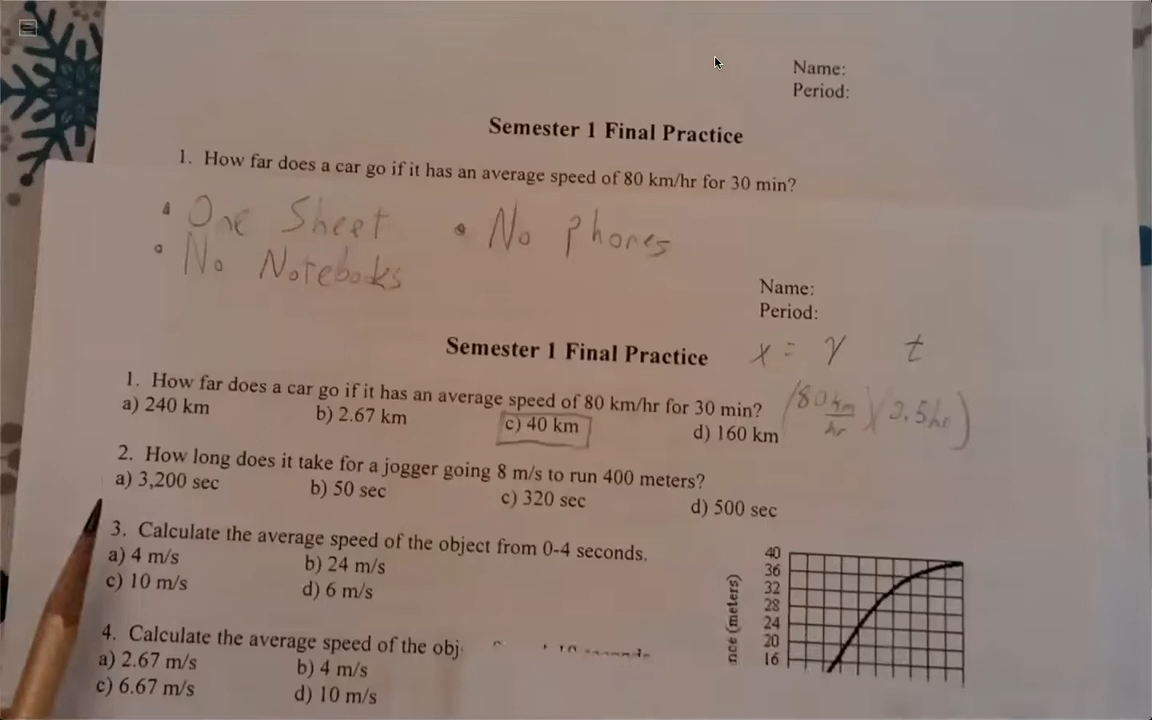 Name:
Period:
Semester 1 Final Practice
1. How far does a car go if it has an average speed of 80 km/hr for 30 min?
• One Sheet • No phones
• No Notebooks
Name:
Period:
Semester 1 Final Practice
x = v t
1. How far does a car go if it has an average speed of 80 km/hr for 30 min?
(80 km/hr)(0.5hr)
a) 240 km b) 2.67 km c) 40 km d) 160 km
2. How long does it take for a jogger going 8 m/s to run 400 meters?
a) 3,200 sec b) 50 sec c) 320 sec d) 500 sec
3. Calculate the average speed of the object from 0-4 seconds.
a) 4 m/s b) 24 m/s
c) 10 m/s d) 6 m/s
4. Calculate the average speed of the obj
a) 2.67 m/s b) 4 m/s
c) 6.67 m/s d) 10 m/s
40
36
32
28
24
20
16
nce (meters)